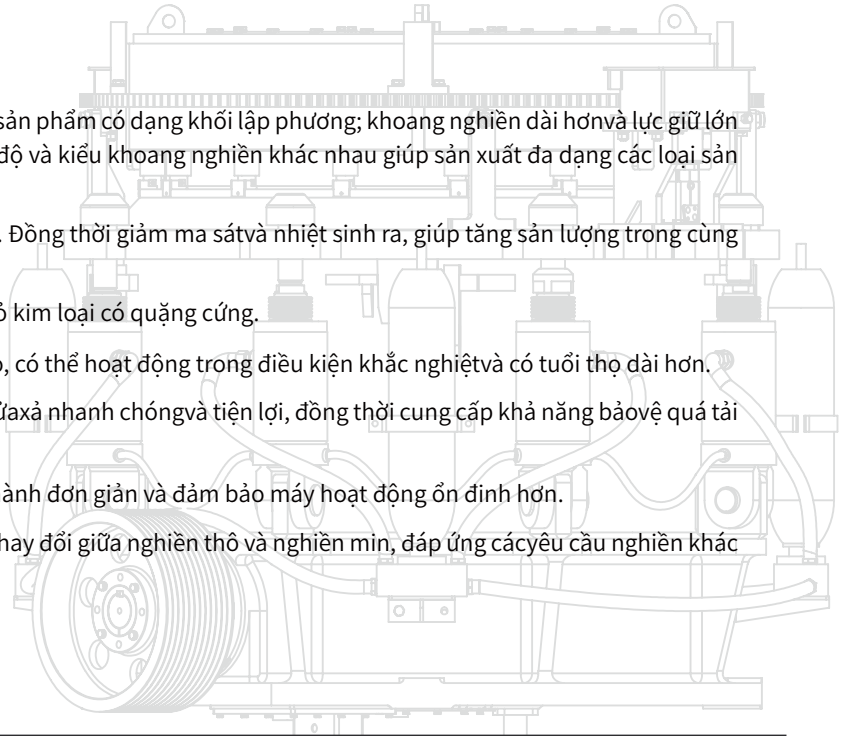 sản phẩm có dạng khối lập phương; khoang nghiền dài hơnvà lực giữ lớn
độ và kiểu khoang nghiền khác nhau giúp sản xuất đa dạng các loại sản
. Đồng thời giảm ma sátvà nhiệt sinh ra, giúp tăng sản lượng trong cùng
ỏ kim loại có quặng cứng.
, có thể hoạt động trong điều kiện khắc nghiệtvà có tuổi thọ dài hơn.
ửaxả nhanh chóngvà tiện lợi, đồng thời cung cấp khả năng bảovệ quá tải
ành đơn giản và đảm bảo máy hoạt động ổn đinh hơn.
hay đổi giữa nghiền thô và nghiền min, đáp ứng cácyêu cầu nghiền khác